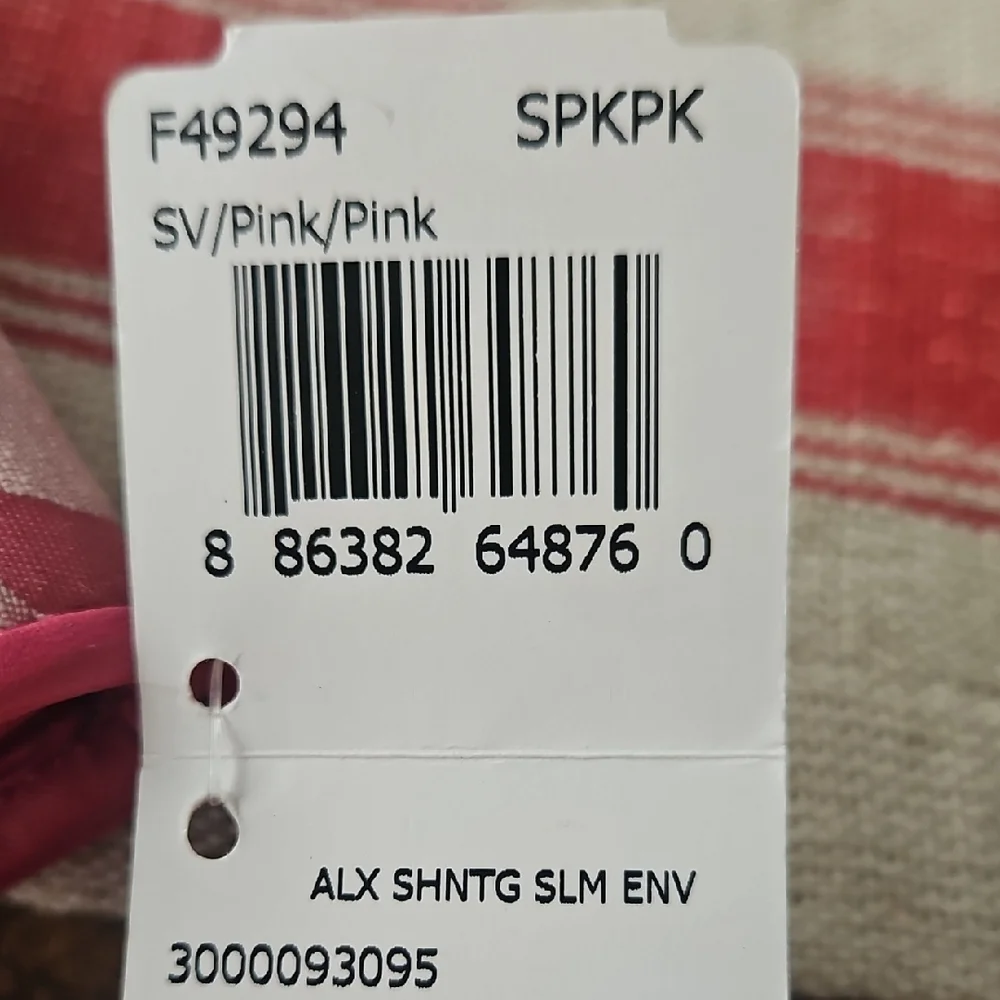 F49294 SPKPK
SV/Pink/Pink
8 86382 64876 0
ALX SHNTG SLM ENV
3000093095